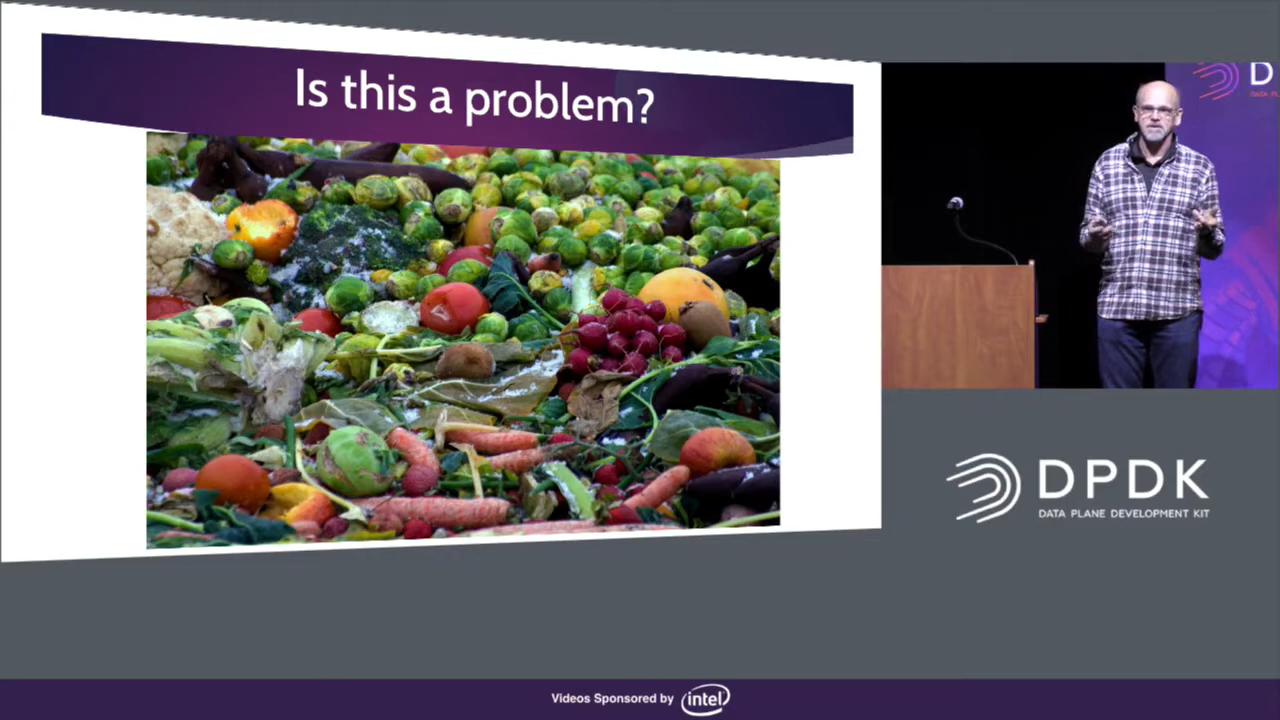 Is this a problem?
D
DPDK
DATA PLANE DEVELOPMENT KIT
Videos Sponsored by intel